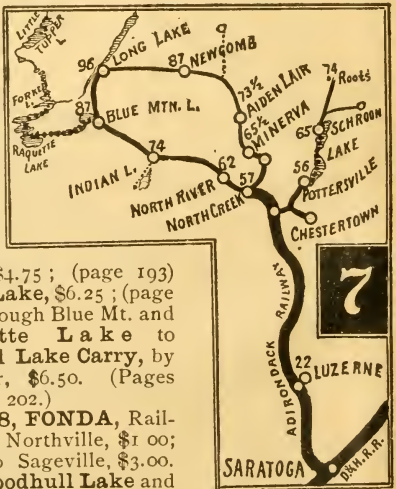 LITTLE
TUPPER
L.
LONG LAKE
96
87
NEWCOMB
FORKED
L.
87
BLUE MTN. L.
RAQUETTE
LAKE
73½
AIDEN LAIR
65½
MINERVA
74
Roots
65
SCHROON
LAKE
74
INDIAN L.
62
NORTH RIVER
57
NORTH CREEK
56
POTTERSVILLE
CHESTERTOWN
7
ADIRONDACK RAILWAY
22
LUZERNE
SARATOGA
D.&H. R.R.
$4.75 ; (page 193)
Lake, $6.25 ; (page
ough Blue Mt. and
tte Lake to
l Lake Carry, by
r, $6.50. (Pages
202.)
8, FONDA, Rail-
Northville, $1 00;
o Sageville, $3.00.
oodhull Lake and